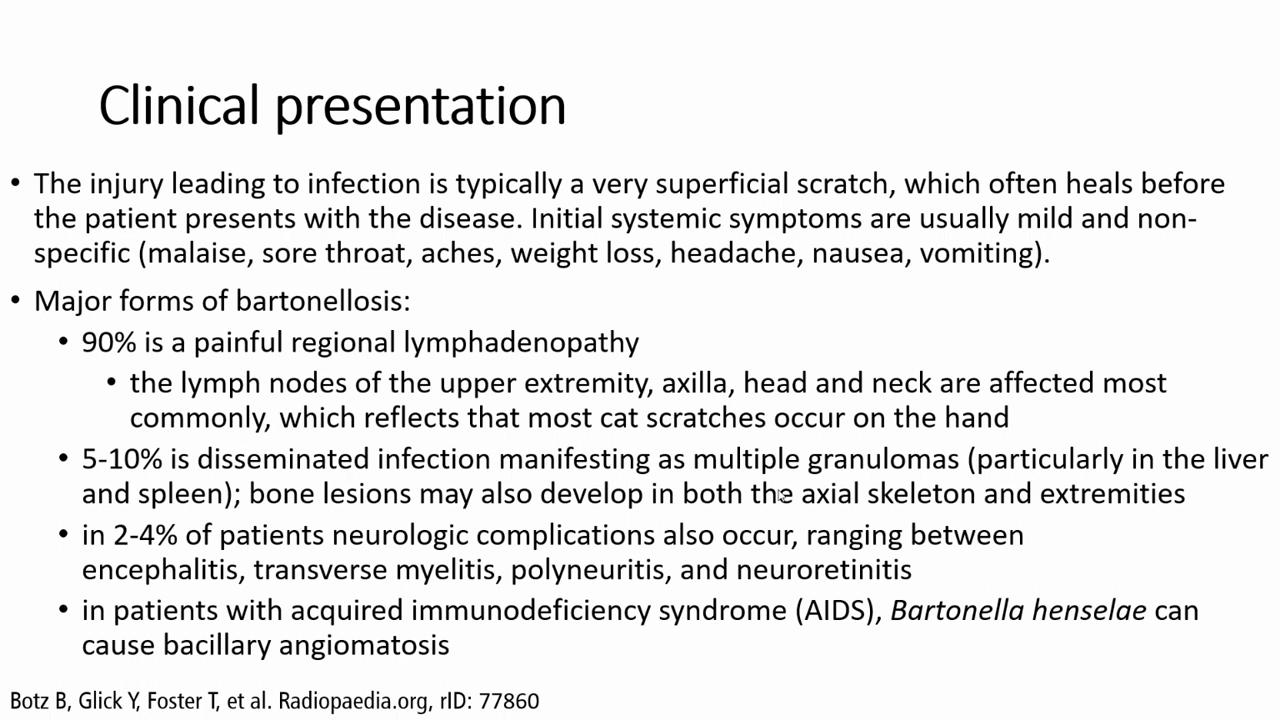 Clinical presentation
• The injury leading to infection is typically a very superficial scratch, which often heals before
the patient presents with the disease. Initial systemic symptoms are usually mild and non-
specific (malaise, sore throat, aches, weight loss, headache, nausea, vomiting).
• Major forms of bartonellosis:
• 90% is a painful regional lymphadenopathy
• the lymph nodes of the upper extremity, axilla, head and neck are affected most
commonly, which reflects that most cat scratches occur on the hand
• 5-10% is disseminated infection manifesting as multiple granulomas (particularly in the liver
and spleen); bone lesions may also develop in both the axial skeleton and extremities
• in 2-4% of patients neurologic complications also occur, ranging between
encephalitis, transverse myelitis, polyneuritis, and neuroretinitis
• in patients with acquired immunodeficiency syndrome (AIDS), Bartonella henselae can
cause bacillary angiomatosis
Botz B, Glick Y, Foster T, et al. Radiopaedia.org, rID: 77860